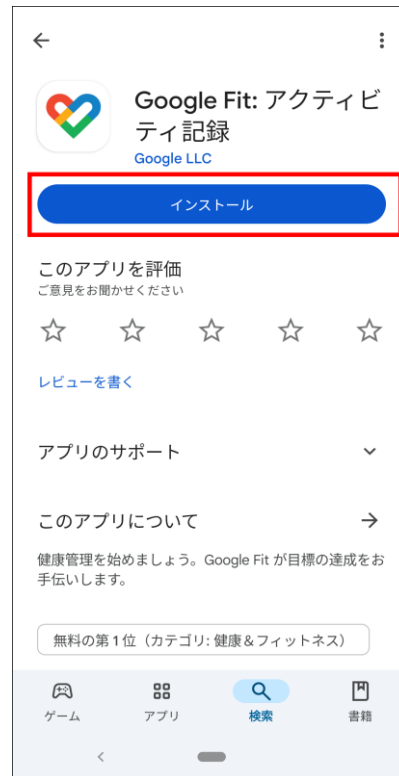 Google Fit: アクティビ
ティ記録
Google LLC
インストール
このアプリを評価
ご意見をお聞かせください
レビューを書く
アプリのサポート
このアプリについて
健康管理を始めましょう。Google Fit が目標の達成をお
手伝いします。
無料の第 1 位（カテゴリ: 健康＆フィットネス）
ゲーム アプリ 検索 書籍